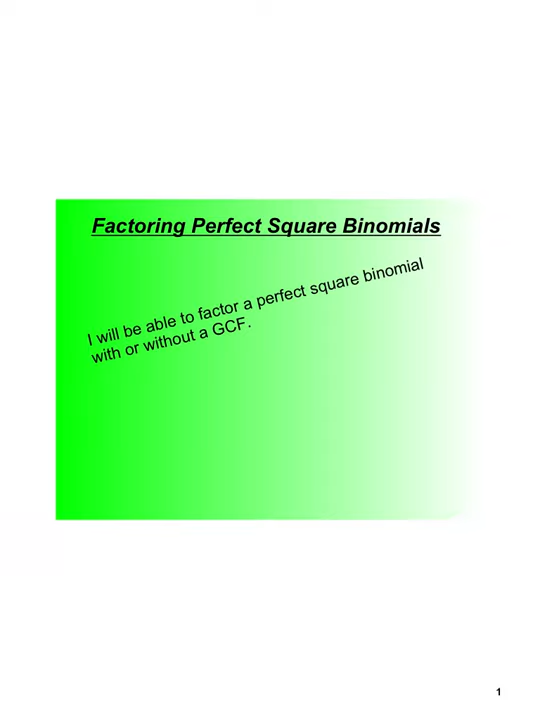 Factoring Perfect Square Binomials
I will be able to factor a perfect square binomial
with or without a GCF.
1